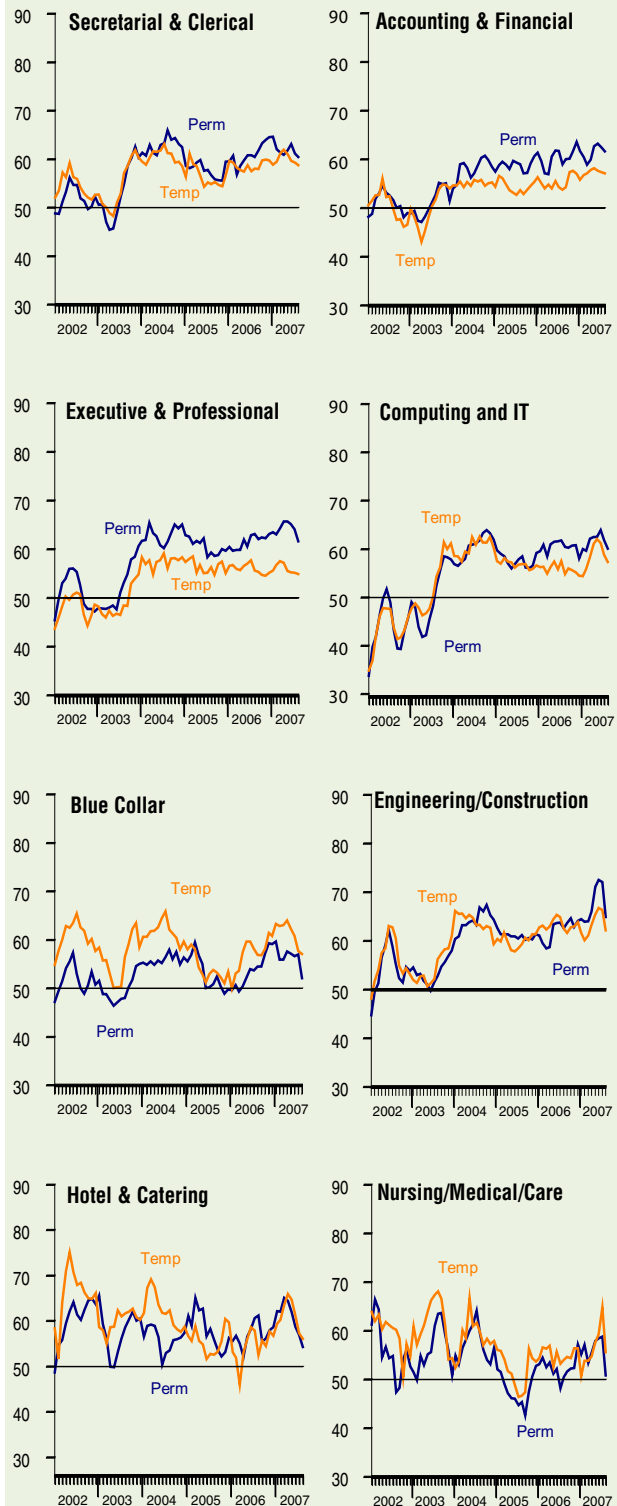 Secretarial & Clerical
90
80
70
60
50
40
30
Perm
Temp
2002 2003 2004 2005 2006 2007
Accounting & Financial
90
80
70
60
50
40
30
Perm
Temp
2002 2003 2004 2005 2006 2007
Executive & Professional
90
80
70
60
50
40
30
Perm
Temp
2002 2003 2004 2005 2006 2007
Computing and IT
90
80
70
60
50
40
30
Temp
Perm
2002 2003 2004 2005 2006 2007
Blue Collar
90
80
70
60
50
40
30
Temp
Perm
2002 2003 2004 2005 2006 2007
Engineering/Construction
90
80
70
60
50
40
30
Temp
Perm
2002 2003 2004 2005 2006 2007
Hotel & Catering
90
80
70
60
50
40
30
Temp
Perm
2002 2003 2004 2005 2006 2007
Nursing/Medical/Care
90
80
70
60
50
40
30
Temp
Perm
2002 2003 2004 2005 2006 2007